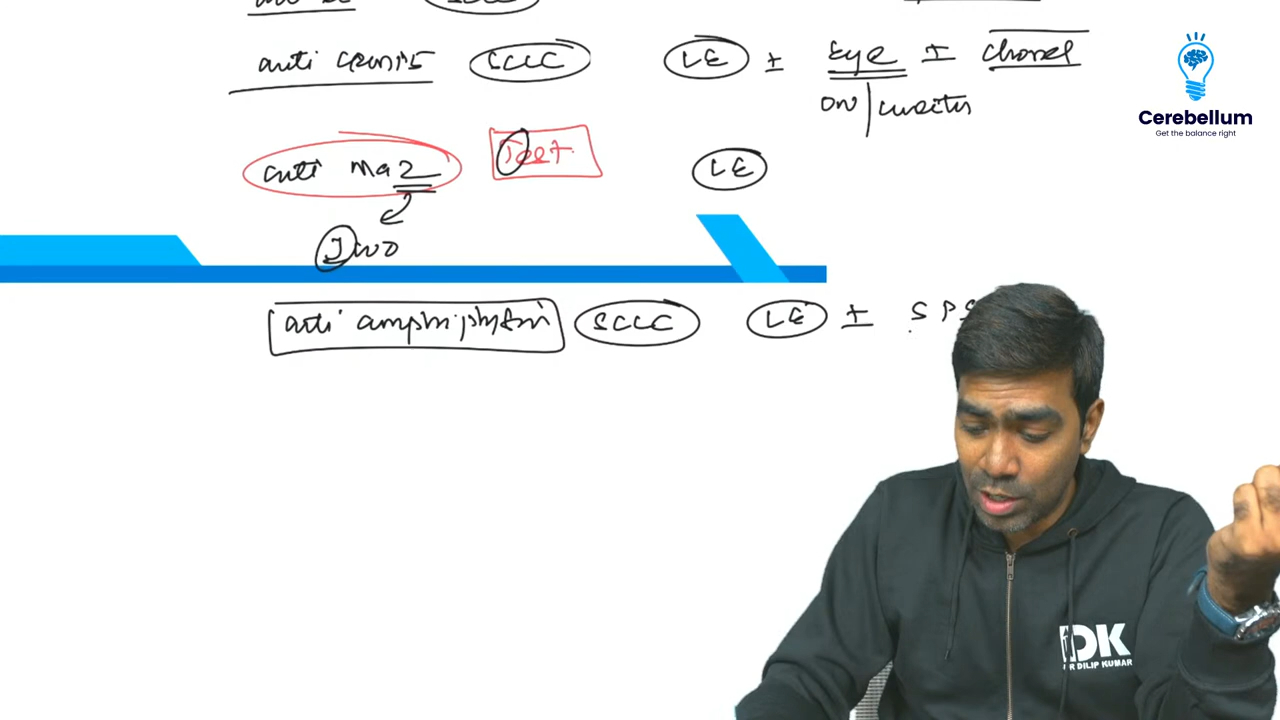 anti CRMP5 SCLC LE ± Eye ± chorea
ON / uveitis
Cerebellum
Get the balance right
anti Ma2 Test. LE
Two
anti amphiphysin SCLC LE ± SPS
DK
DR DILIP KUMAR